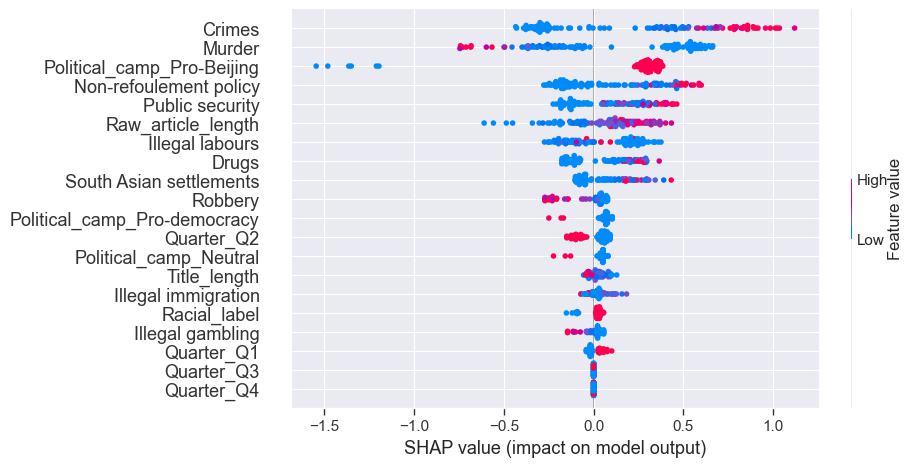 Crimes
Murder
Political_camp_Pro-Beijing
Non-refoulement policy
Public security
Raw_article_length
Illegal labours
Drugs
South Asian settlements
Robbery
Political_camp_Pro-democracy
Quarter_Q2
Political_camp_Neutral
Title_length
Illegal immigration
Racial_label
Illegal gambling
Quarter_Q1
Quarter_Q3
Quarter_Q4
−1.5 −1.0 −0.5 0.0 0.5 1.0
SHAP value (impact on model output)
High
Low
Feature value